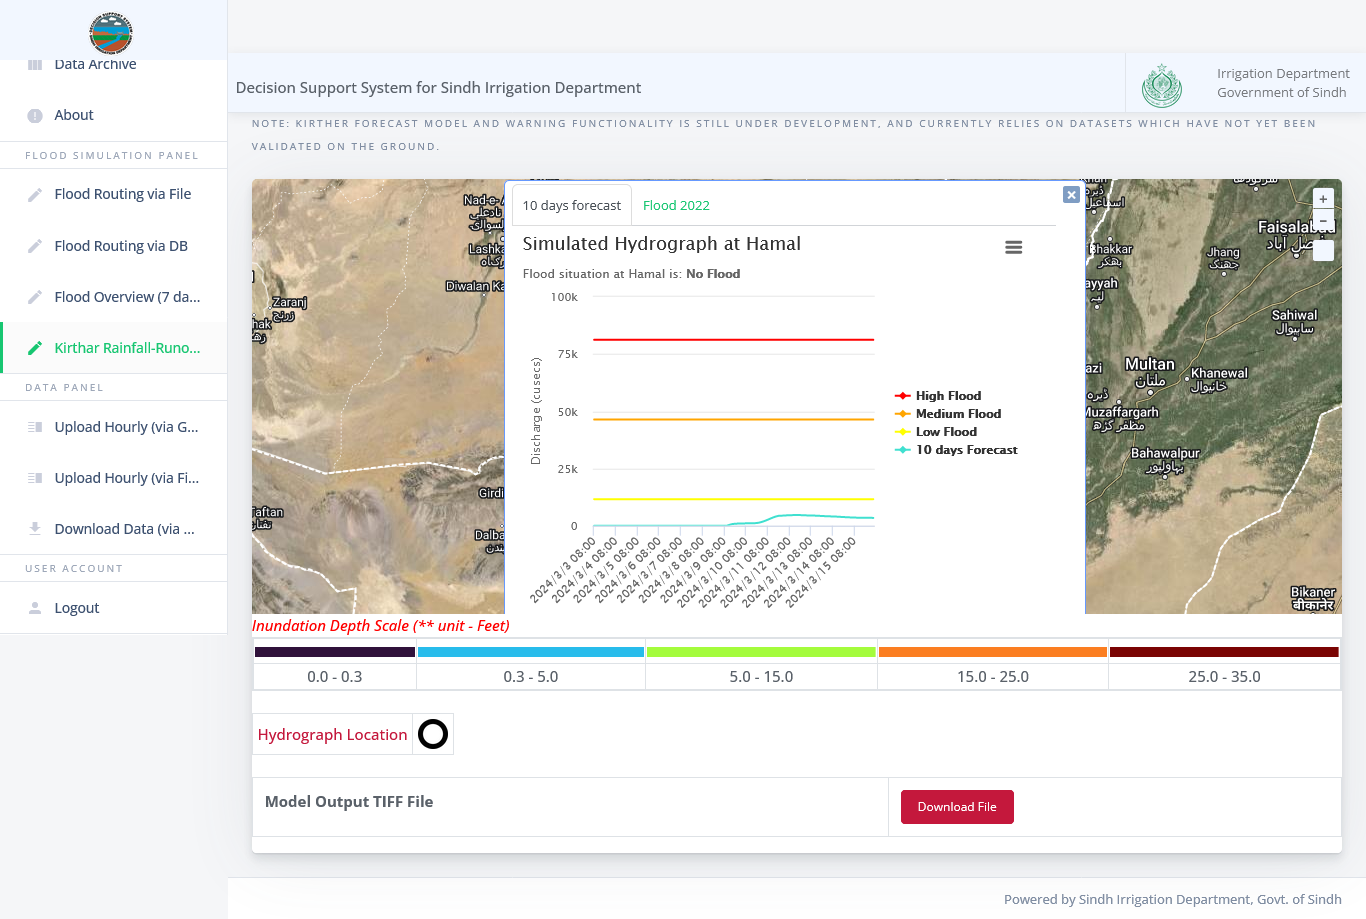 Data Archive
About
FLOOD SIMULATION PANEL
Flood Routing via File
Flood Routing via DB
Flood Overview (7 da...
Kirthar Rainfall-Runo...
DATA PANEL
Upload Hourly (via G...
Upload Hourly (via Fi...
Download Data (via ...
USER ACCOUNT
Logout
Decision Support System for Sindh Irrigation Department
Irrigation Department
Government of Sindh
NOTE: KIRTHER FORECAST MODEL AND WARNING FUNCTIONALITY IS STILL UNDER DEVELOPMENT, AND CURRENTLY RELIES ON DATASETS WHICH HAVE NOT YET BEEN
VALIDATED ON THE GROUND.
Zaranj
زرنج
Diwalan
Girdi
10 days forecast
Flood 2022
Simulated Hydrograph at Hamal
Flood situation at Hamal is: No Flood
Discharge (cusecs)
100k
75k
50k
25k
0
2024/3/3 08:00
2024/3/4 08:00
2024/3/5 08:00
2024/3/6 08:00
2024/3/7 08:00
2024/3/8 08:00
2024/3/9 08:00
2024/3/10 08:00
2024/3/11 08:00
2024/3/12 08:00
2024/3/13 08:00
2024/3/14 08:00
2024/3/15 08:00
High Flood
Medium Flood
Low Flood
10 days Forecast
+
−
Faisalabad
فیصل آباد
Bhakkar
بھکر
Jhang
جھنگ
Sahiwal
ساہیوال
Multan
ملتان
Khanewal
خانیوال
Muzaffargarh
مظفر گڑھ
Bahawalpur
بہاولپور
Bikaner
बीकानेर
Inundation Depth Scale (** unit - Feet)
0.0 - 0.3
0.3 - 5.0
5.0 - 15.0
15.0 - 25.0
25.0 - 35.0
Hydrograph Location
Model Output TIFF File
Download File
Powered by Sindh Irrigation Department, Govt. of Sindh